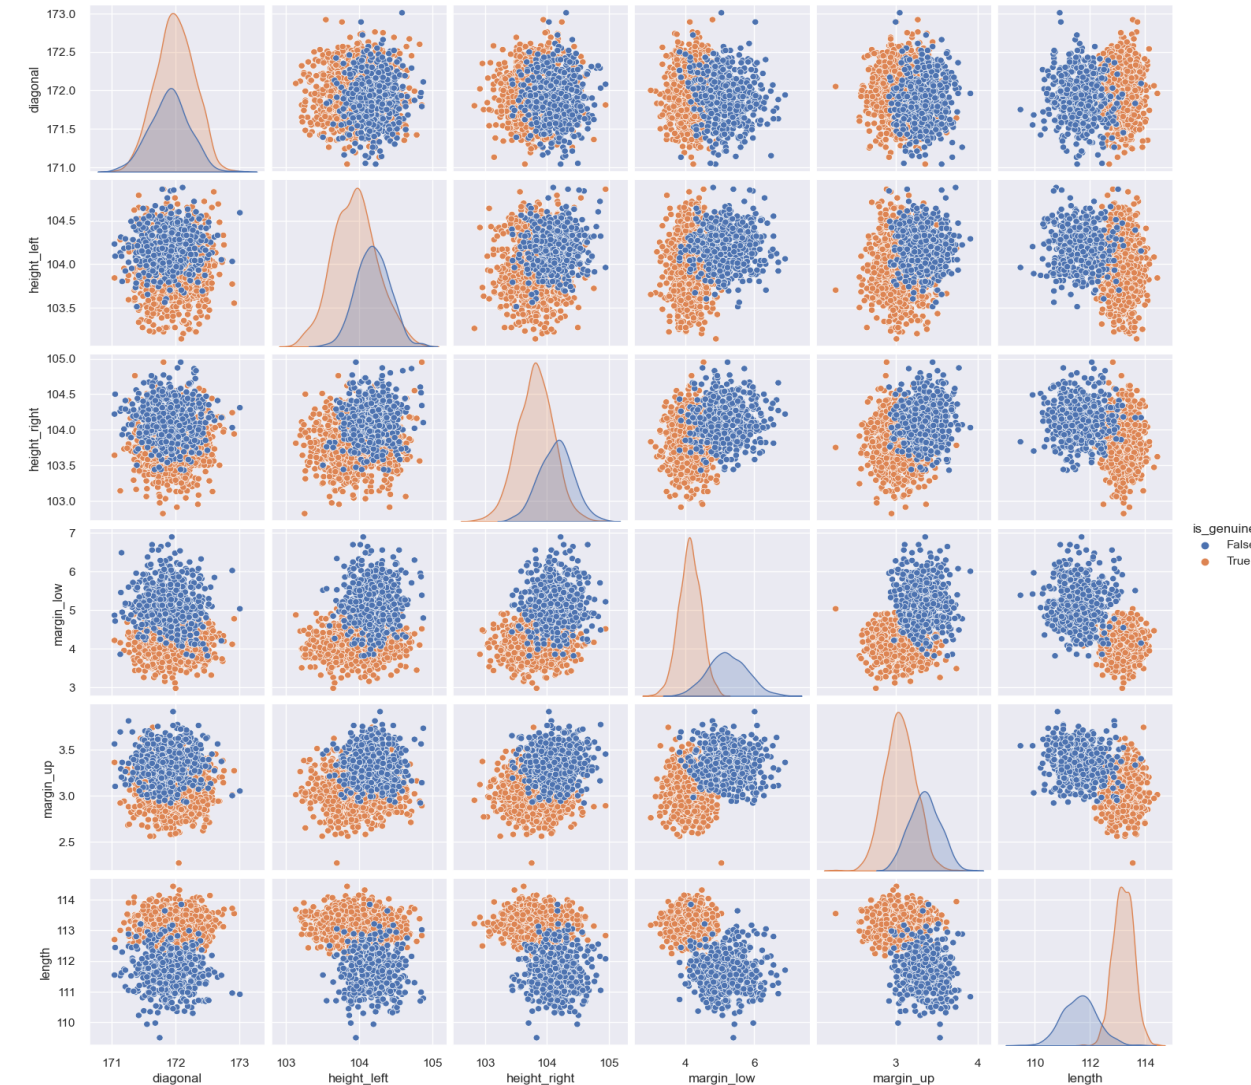 173.0
172.5
172.0
171.5
171.0
diagonal
104.5
104.0
103.5
height_left
105.0
104.5
104.0
103.5
103.0
height_right
7
6
5
4
3
margin_low
is_genuine
False
True
3.5
3.0
2.5
margin_up
114
113
112
111
110
length
171 172 173 103 104 105 103 104 105 4 6 3 4 110 112 114
diagonal height_left height_right margin_low margin_up length